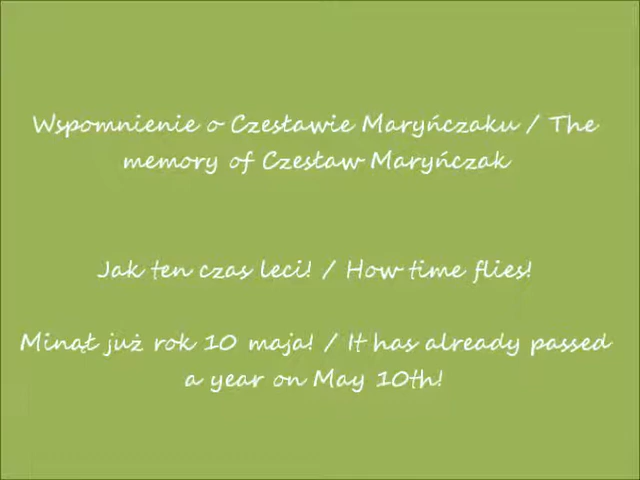 Wspomnienie o Czesławie Maryńczaku / The
memory of Czesław Maryńczak
Jak ten czas leci! / How time flies!
Minął już rok 10 maja! / It has already passed
a year on May 10th!